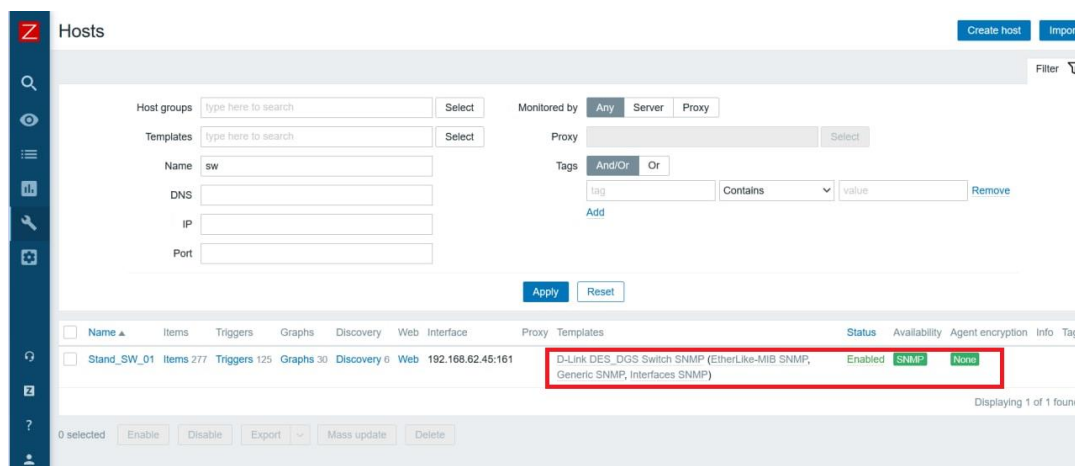 Z
Hosts
Create host
Impor
Filter
Host groups type here to search Select
Monitored by Any Server Proxy
Templates type here to search Select
Proxy Select
Name sw
Tags And/Or Or
DNS
tag Contains value Remove
Add
IP
Port
Apply Reset
Name Items Triggers Graphs Discovery Web Interface Proxy Templates Status Availability Agent encryption Info Tag
Stand_SW_01 Items 277 Triggers 125 Graphs 30 Discovery 6 Web 192.168.62.45:161 D-Link DES_DGS Switch SNMP (EtherLike-MIB SNMP, Enabled SNMP None
Generic SNMP, Interfaces SNMP)
Z
Displaying 1 of 1 found
?
0 selected Enable Disable Export Mass update Delete